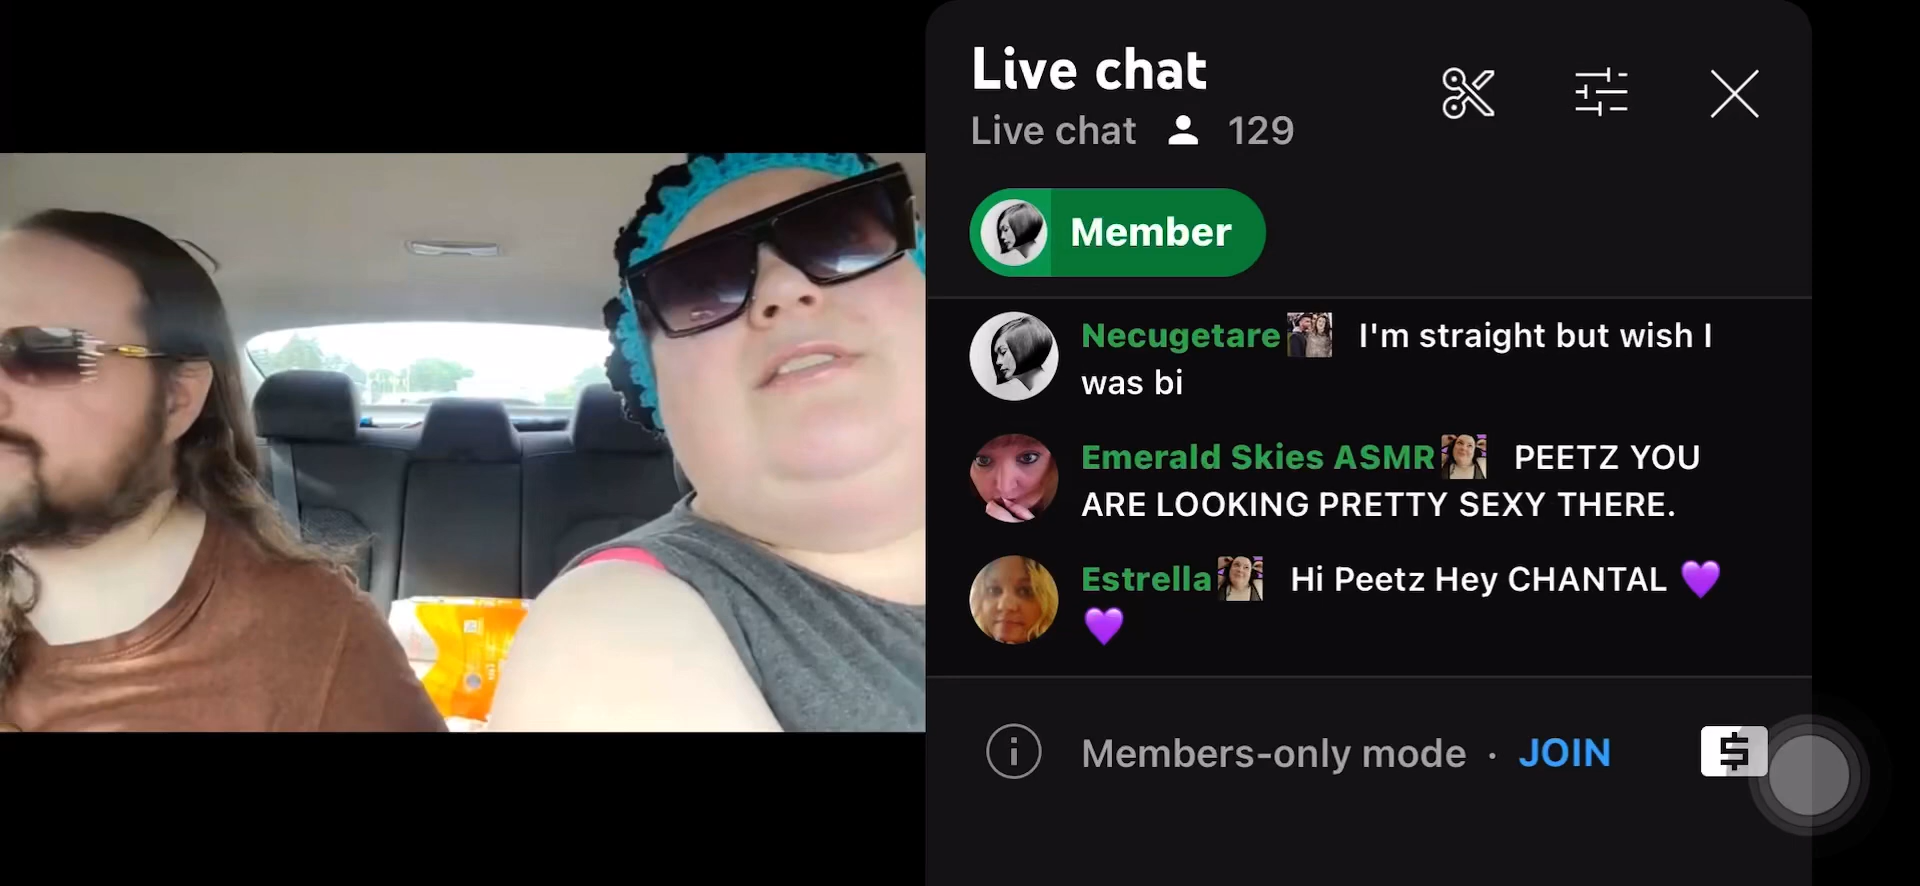 Live chat
Live chat 129
Member
Necugetare I'm straight but wish I
was bi
Emerald Skies ASMR PEETZ YOU
ARE LOOKING PRETTY SEXY THERE.
Estrella Hi Peetz Hey CHANTAL 💜
💜
Members-only mode · JOIN